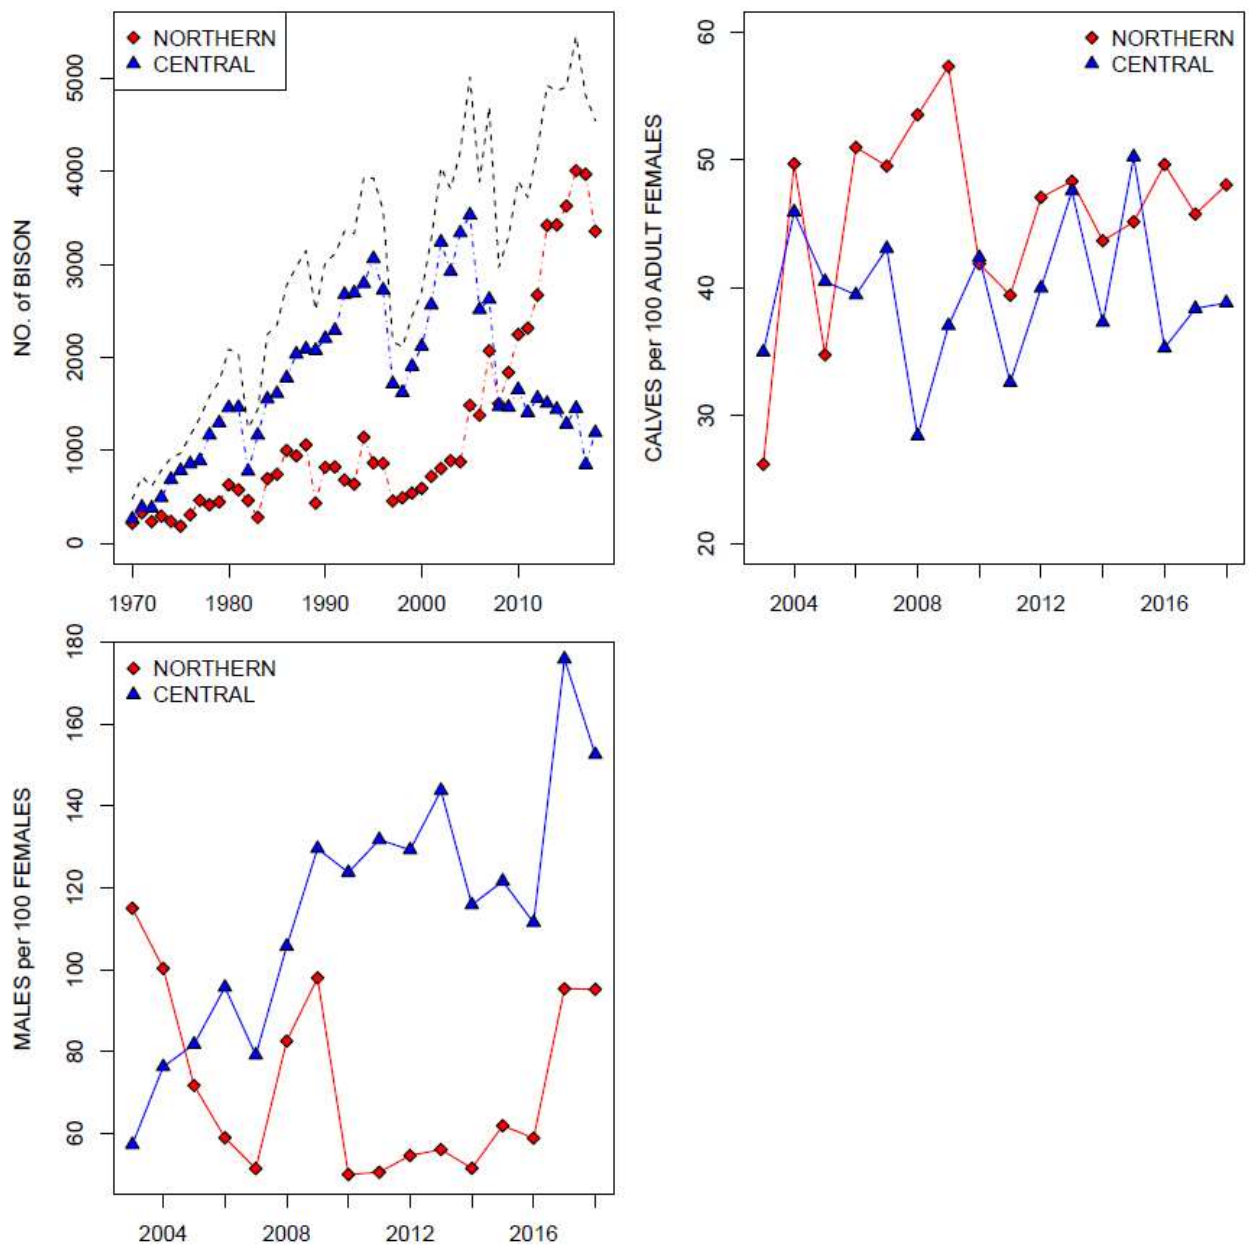 NORTHERN
CENTRAL
NO. of BISON
5000
4000
3000
2000
1000
0
1970 1980 1990 2000 2010
NORTHERN
CENTRAL
CALVES per 100 ADULT FEMALES
60
50
40
30
20
2004 2008 2012 2016
NORTHERN
CENTRAL
MALES per 100 FEMALES
180
160
140
120
100
80
60
2004 2008 2012 2016